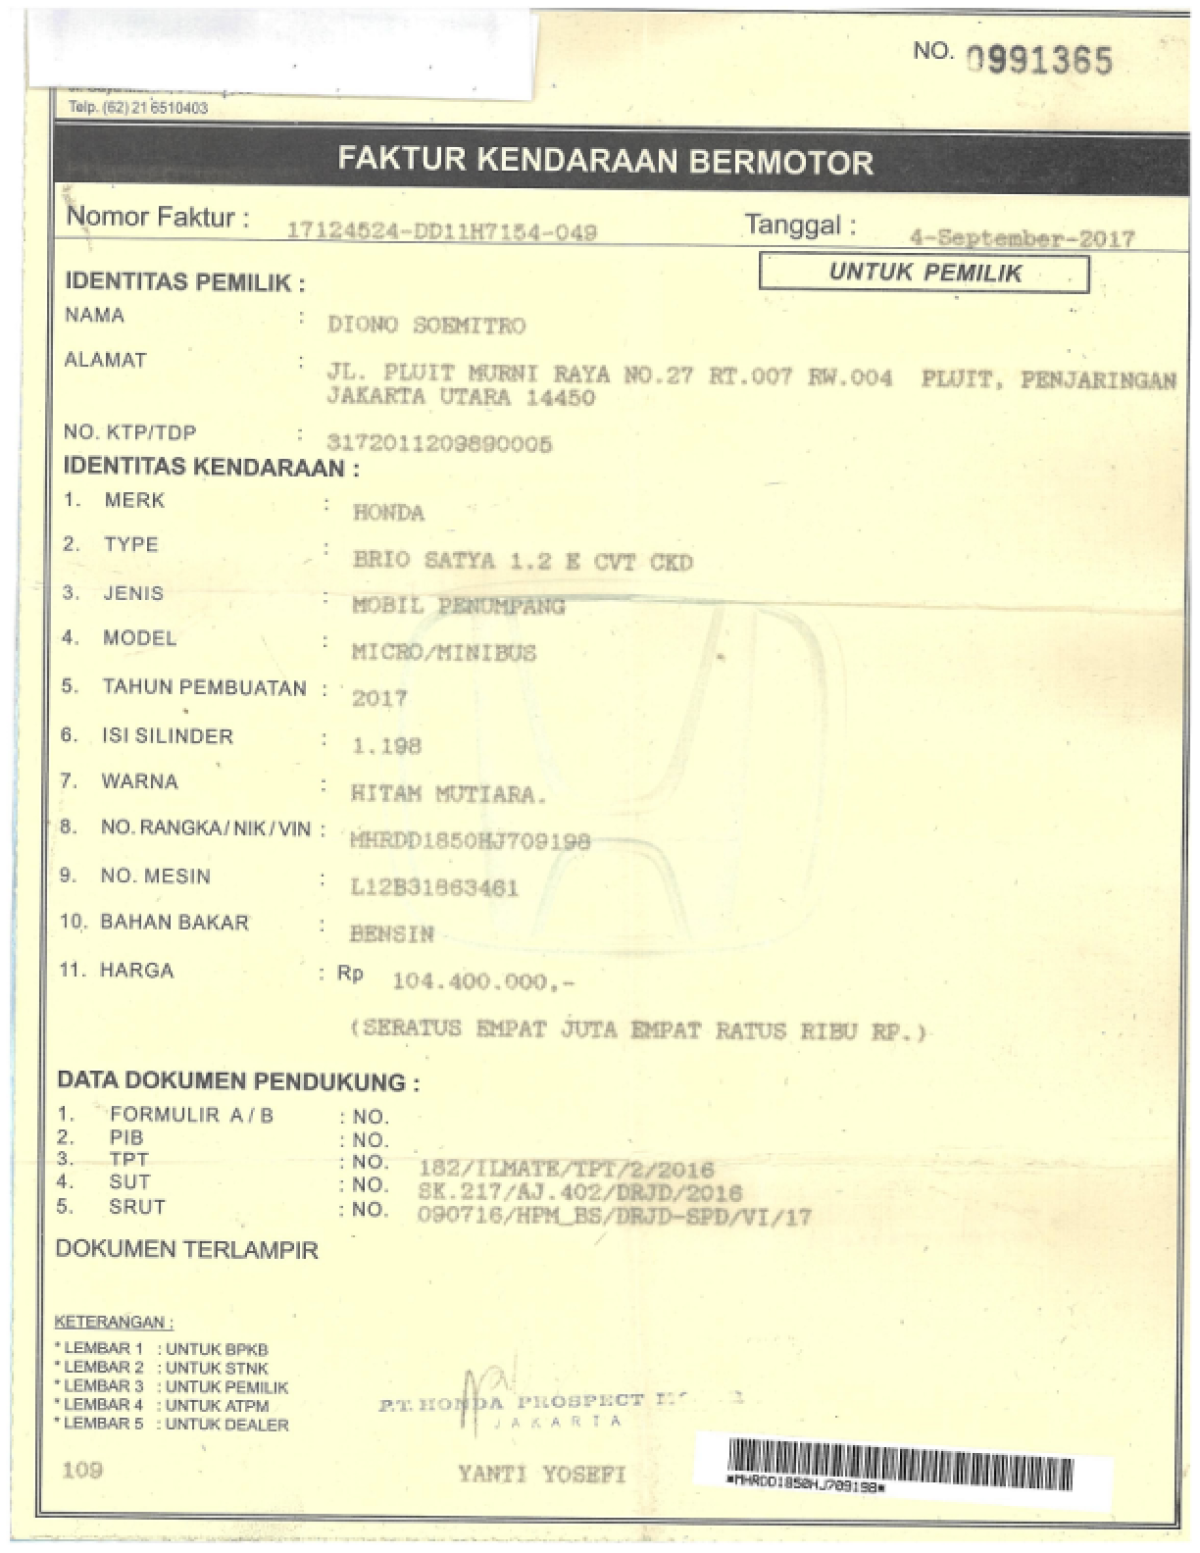 NO. 0991365
Telp. (62) 21 6510403
FAKTUR KENDARAAN BERMOTOR
Nomor Faktur : 17124524-DD11H7154-049 Tanggal : 4-September-2017
UNTUK PEMILIK
IDENTITAS PEMILIK :
NAMA : DIONO SOEMITRO
ALAMAT : JL. PLUIT MURNI RAYA NO.27 RT.007 RW.004 PLUIT, PENJARINGAN
JAKARTA UTARA 14450
NO. KTP/TDP : 3172011209890005
IDENTITAS KENDARAAN :
1. MERK : HONDA
2. TYPE : BRIO SATYA 1.2 E CVT CKD
3. JENIS : MOBIL PENUMPANG
4. MODEL : MICRO/MINIBUS
5. TAHUN PEMBUATAN : 2017
6. ISI SILINDER : 1.198
7. WARNA : HITAM MUTIARA.
8. NO. RANGKA/NIK/VIN : MHRDD1850HJ709198
9. NO. MESIN : L12B31863461
10. BAHAN BAKAR : BENSIN
11. HARGA : Rp 104.400.000,-
(SERATUS EMPAT JUTA EMPAT RATUS RIBU RP.)
DATA DOKUMEN PENDUKUNG :
1. FORMULIR A / B : NO.
2. PIB : NO.
3. TPT : NO. 182/ILMATE/TPT/2/2016
4. SUT : NO. SK.217/AJ.402/DRJD/2016
5. SRUT : NO. 090716/HPM_BS/DRJD-SPD/VI/17
DOKUMEN TERLAMPIR
KETERANGAN :
* LEMBAR 1 : UNTUK BPKB
* LEMBAR 2 : UNTUK STNK
* LEMBAR 3 : UNTUK PEMILIK
* LEMBAR 4 : UNTUK ATPM
* LEMBAR 5 : UNTUK DEALER
P.T. HONDA PROSPECT
JAKARTA
109 YANTI YOSEFI
*MHRDD1850HJ709198*